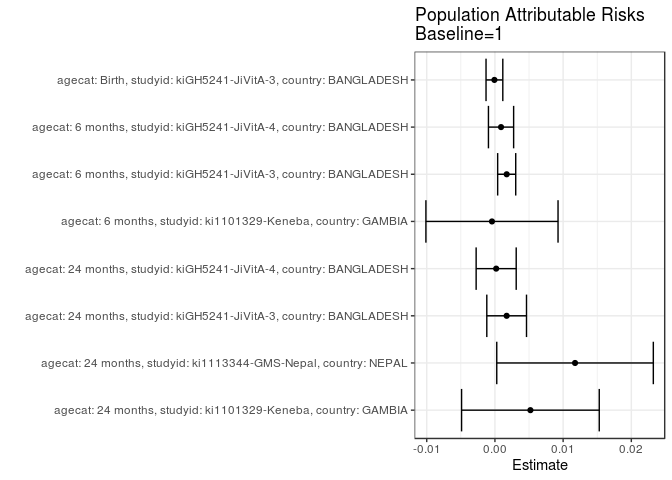 Population Attributable Risks
Baseline=1
agecat: Birth, studyid: kiGH5241-JiVitA-3, country: BANGLADESH
agecat: 6 months, studyid: kiGH5241-JiVitA-4, country: BANGLADESH
agecat: 6 months, studyid: kiGH5241-JiVitA-3, country: BANGLADESH
agecat: 6 months, studyid: ki1101329-Keneba, country: GAMBIA
agecat: 24 months, studyid: kiGH5241-JiVitA-4, country: BANGLADESH
agecat: 24 months, studyid: kiGH5241-JiVitA-3, country: BANGLADESH
agecat: 24 months, studyid: ki1113344-GMS-Nepal, country: NEPAL
agecat: 24 months, studyid: ki1101329-Keneba, country: GAMBIA
-0.01 0.00 0.01 0.02
Estimate